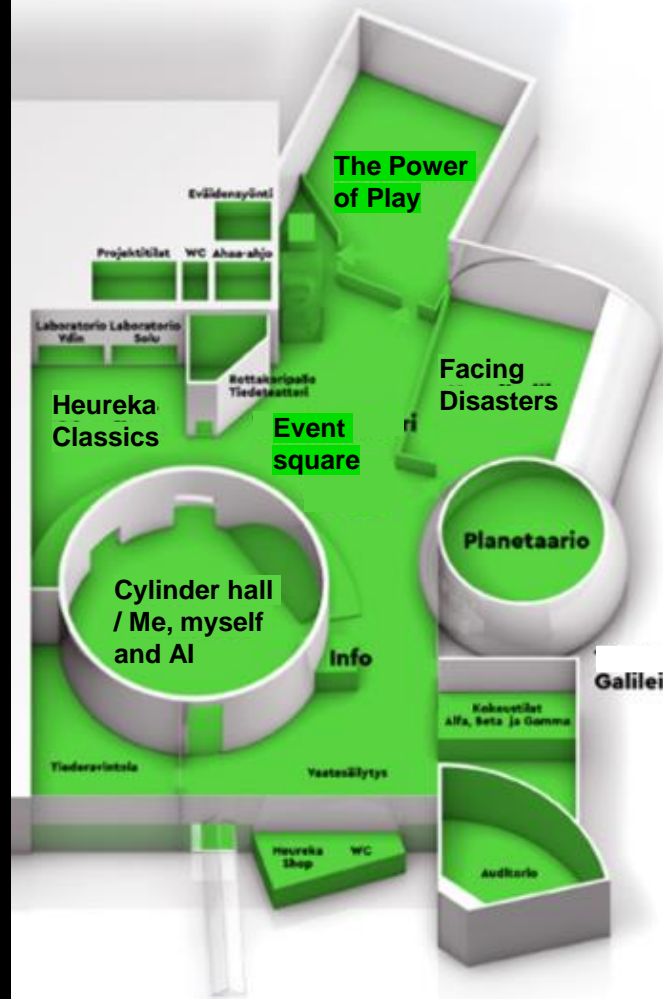 The Power
of Play
Eväidensyönti
Projektitilat WC Ahaa-ahjo
Laboratorio Laboratorio
Ydin Solu
Rottakoripallo
Tiedeteatteri
Heureka
Classics
Event
square
ri
Facing
Disasters
Planetaario
Cylinder hall
/ Me, myself
and AI
Info
Galilei
Kokoustilat
Alfa, Beta ja Gamma
Tiederavintola
Vaatesäilytys
Heureka
Shop
WC
Auditorio